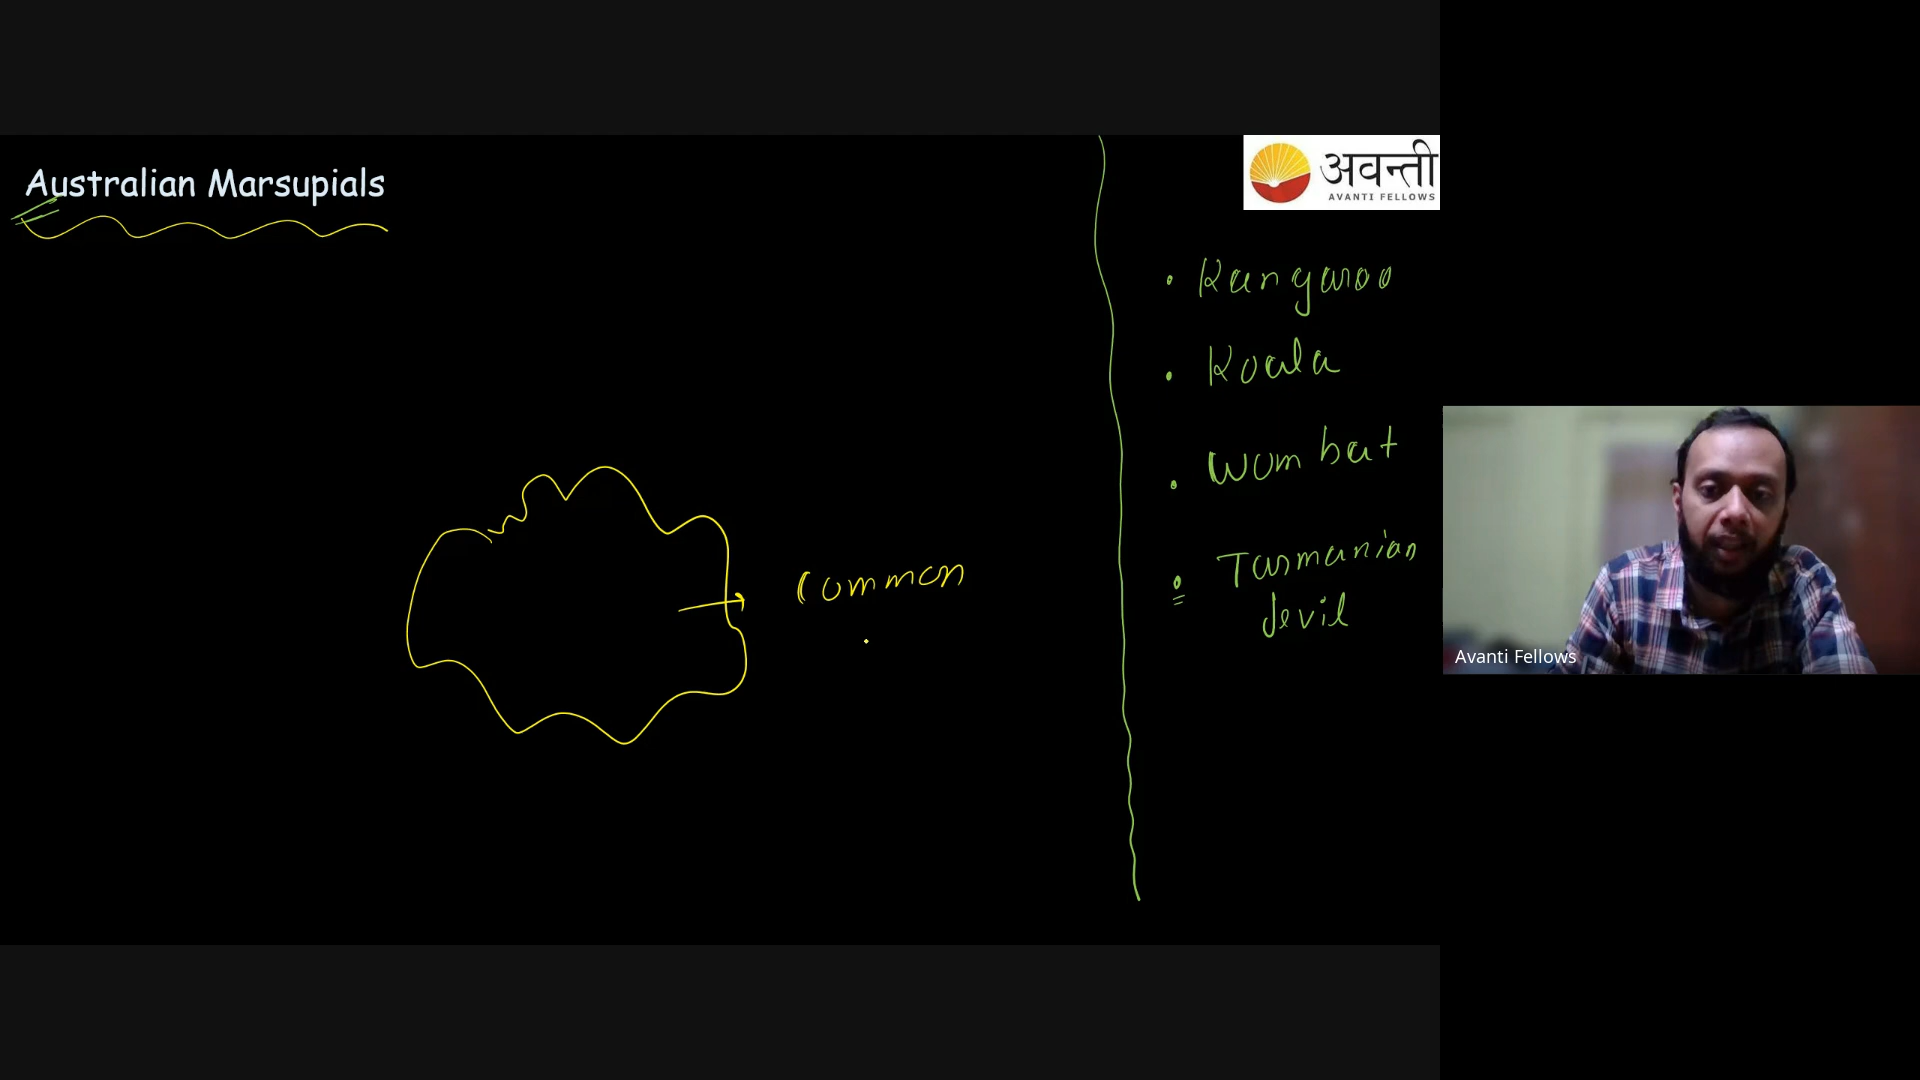 Australian Marsupials
अवन्ती
AVANTI FELLOWS
• Kangaroo
• Koala
• Wombat
• Tasmanian
devil
Common
Avanti Fellows